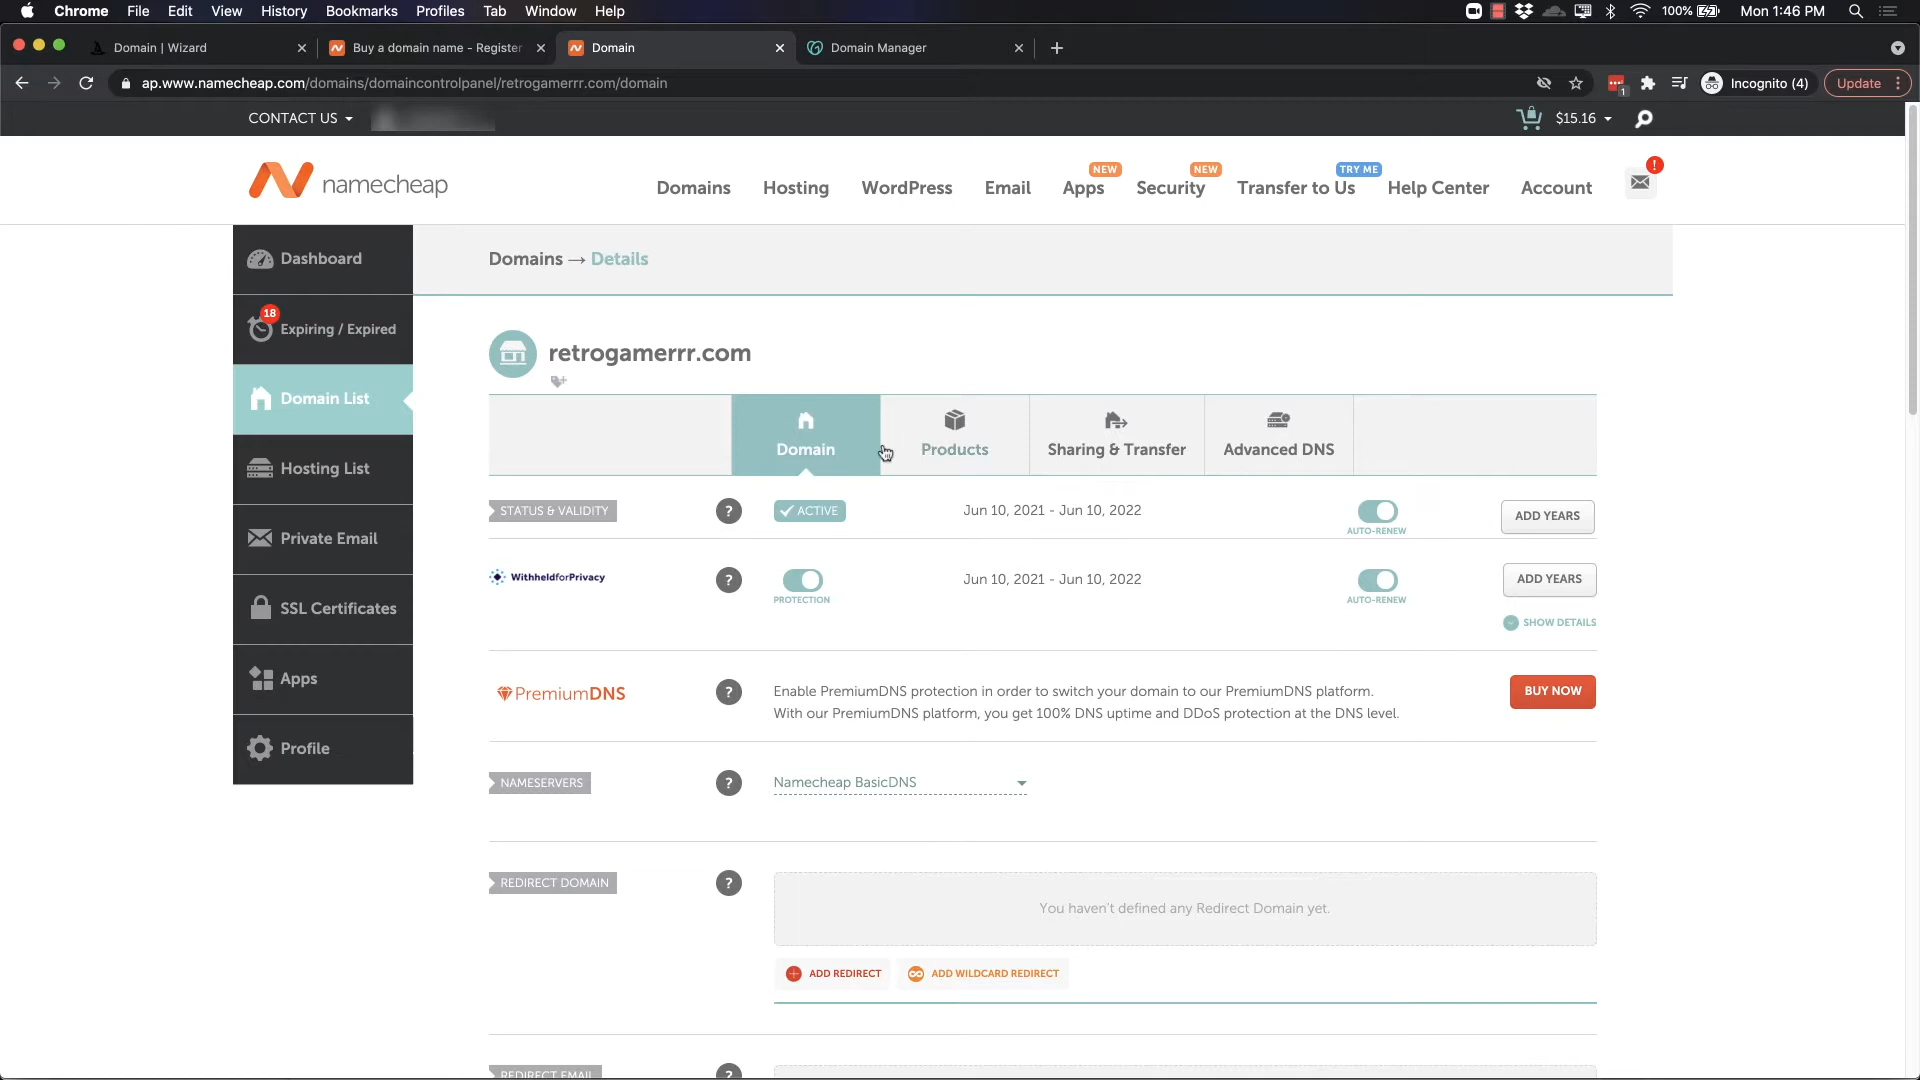 Chrome File Edit View History Bookmarks Profiles Tab Window Help 100% Mon 1:46 PM
Domain | Wizard Buy a domain name - Register Domain Domain Manager
ap.www.namecheap.com/domains/domaincontrolpanel/retrogamerrr.com/domain 1 Incognito (4) Update
CONTACT US $15.16
namecheap
NEW NEW TRY ME !
Domains Hosting WordPress Email Apps Security Transfer to Us Help Center Account
Dashboard
18
Expiring / Expired
Domain List
Hosting List
Private Email
SSL Certificates
Apps
Profile
Domains → Details
retrogamerrr.com
Domain Products Sharing & Transfer Advanced DNS
STATUS & VALIDITY ? ACTIVE Jun 10, 2021 - Jun 10, 2022 AUTO-RENEW ADD YEARS
WithheldforPrivacy ? PROTECTION Jun 10, 2021 - Jun 10, 2022 AUTO-RENEW ADD YEARS
SHOW DETAILS
PremiumDNS ? Enable PremiumDNS protection in order to switch your domain to our PremiumDNS platform. BUY NOW
With our PremiumDNS platform, you get 100% DNS uptime and DDoS protection at the DNS level.
NAMESERVERS ? Namecheap BasicDNS
REDIRECT DOMAIN ? You haven't defined any Redirect Domain yet.
ADD REDIRECT ADD WILDCARD REDIRECT
REDIRECT EMAIL ?